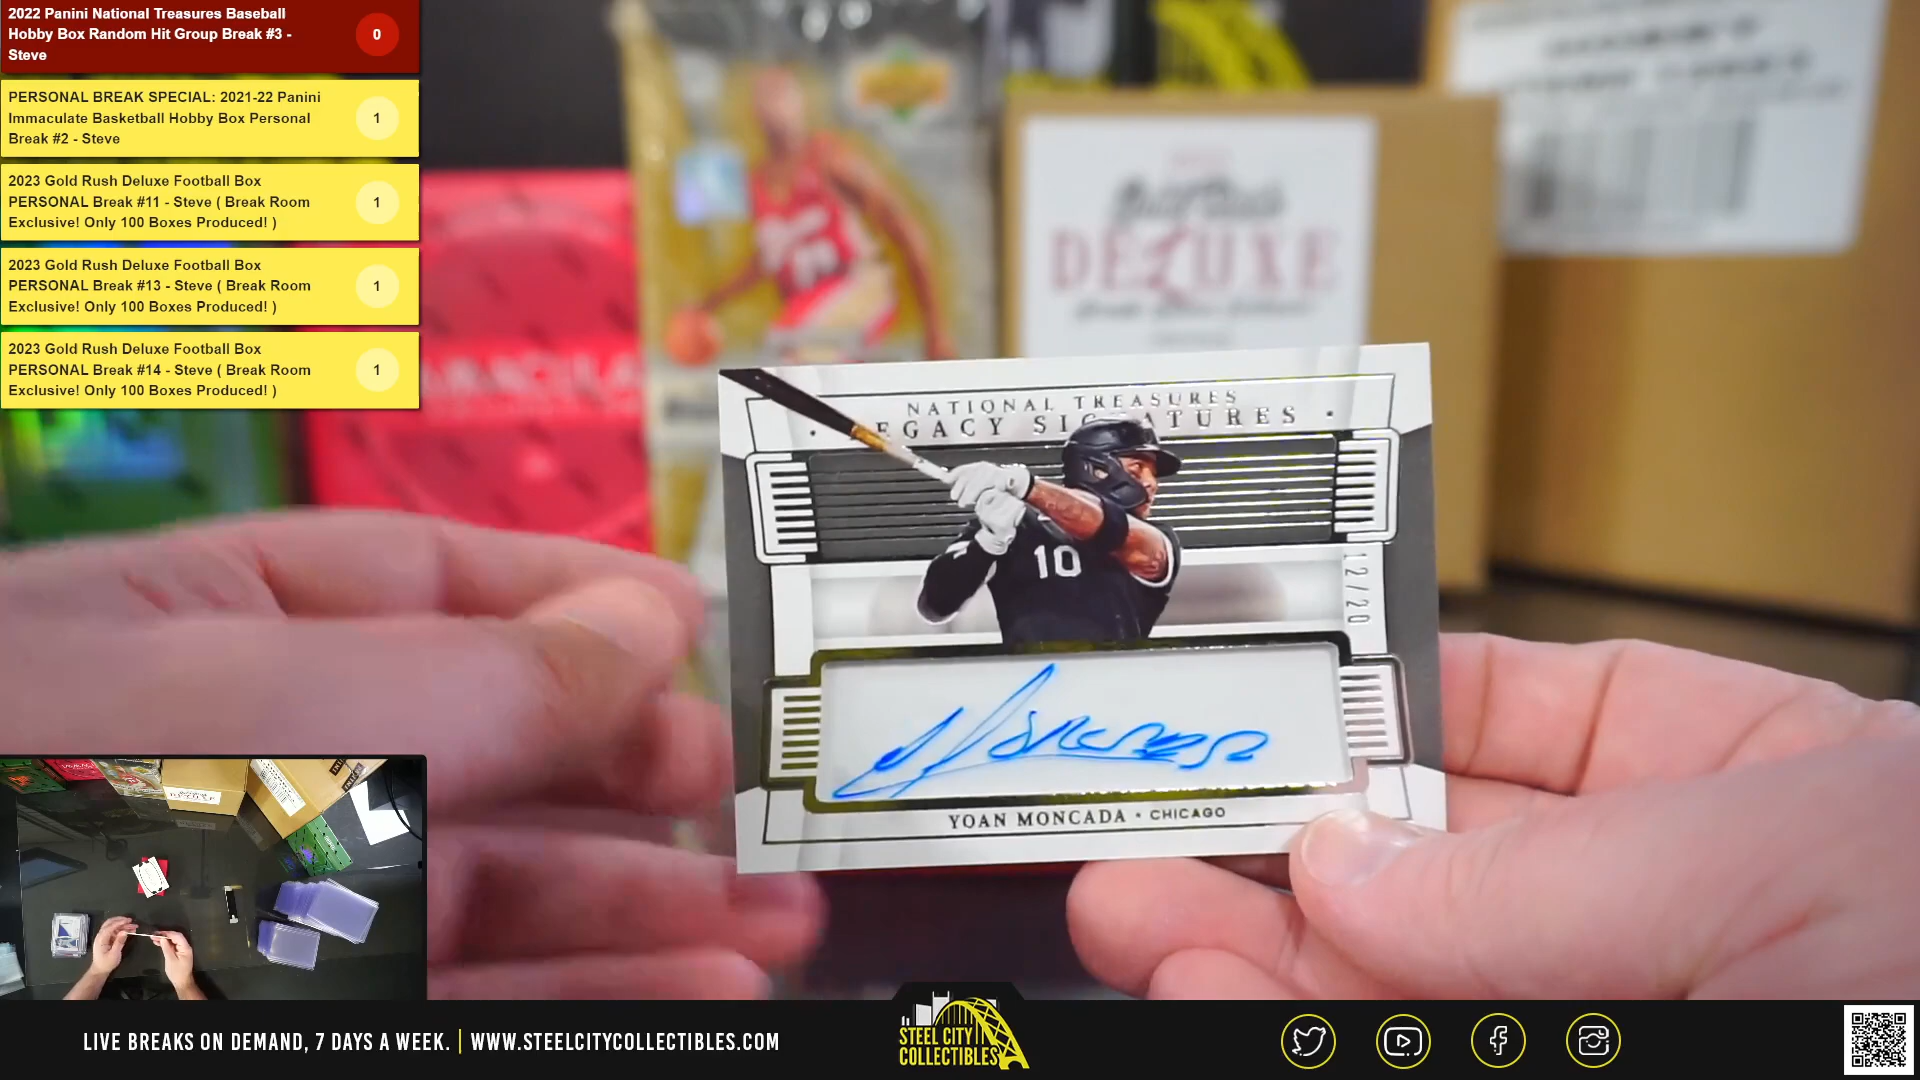 2022 Panini National Treasures Baseball
Hobby Box Random Hit Group Break #3 -
Steve
0
PERSONAL BREAK SPECIAL: 2021-22 Panini
Immaculate Basketball Hobby Box Personal
Break #2 - Steve
1
2023 Gold Rush Deluxe Football Box
PERSONAL Break #11 - Steve ( Break Room
Exclusive! Only 100 Boxes Produced! )
1
2023 Gold Rush Deluxe Football Box
PERSONAL Break #13 - Steve ( Break Room
Exclusive! Only 100 Boxes Produced! )
1
2023 Gold Rush Deluxe Football Box
PERSONAL Break #14 - Steve ( Break Room
Exclusive! Only 100 Boxes Produced! )
1
DELUXE
NATIONAL TREASURES
LEGACY SIGNATURES
10
12/20
YOAN MONCADA • CHICAGO
LIVE BREAKS ON DEMAND, 7 DAYS A WEEK. | WWW.STEELCITYCOLLECTIBLES.COM
STEEL CITY
COLLECTIBLES